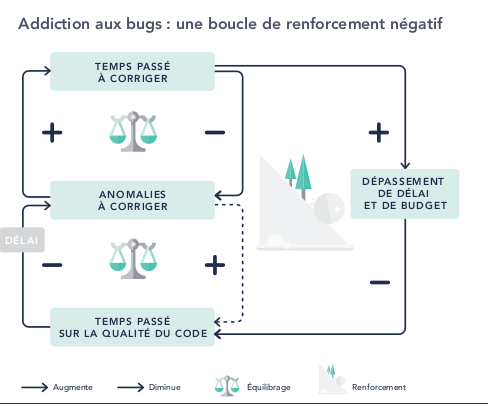 Addiction aux bugs : une boucle de renforcement négatif
TEMPS PASSÉ
À CORRIGER
+
−
+
ANOMALIES
À CORRIGER
DÉPASSEMENT
DE DÉLAI
ET DE BUDGET
DÉLAI
−
+
−
TEMPS PASSÉ
SUR LA QUALITÉ DU CODE
Augmente
Diminue
Équilibrage
Renforcement